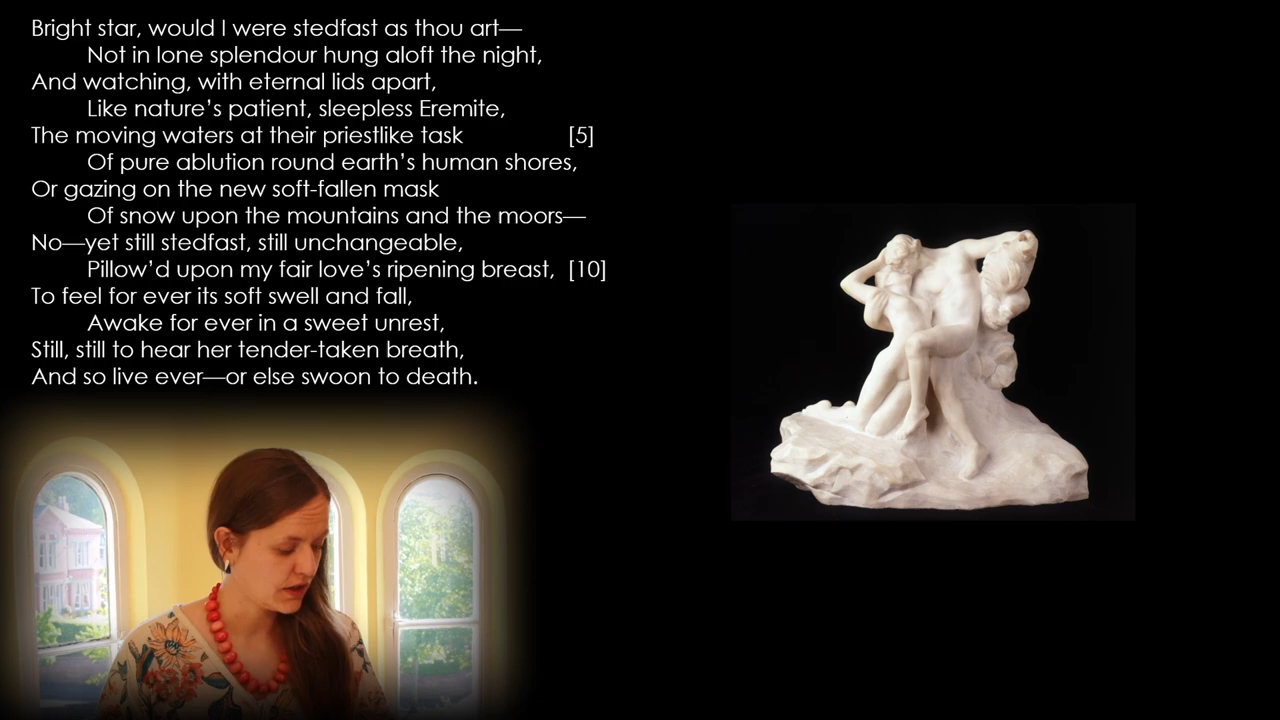 Bright star, would I were stedfast as thou art—
Not in lone splendour hung aloft the night,
And watching, with eternal lids apart,
Like nature's patient, sleepless Eremite,
The moving waters at their priestlike task [5]
Of pure ablution round earth's human shores,
Or gazing on the new soft-fallen mask
Of snow upon the mountains and the moors—
No—yet still stedfast, still unchangeable,
Pillow'd upon my fair love's ripening breast, [10]
To feel for ever its soft swell and fall,
Awake for ever in a sweet unrest,
Still, still to hear her tender-taken breath,
And so live ever—or else swoon to death.